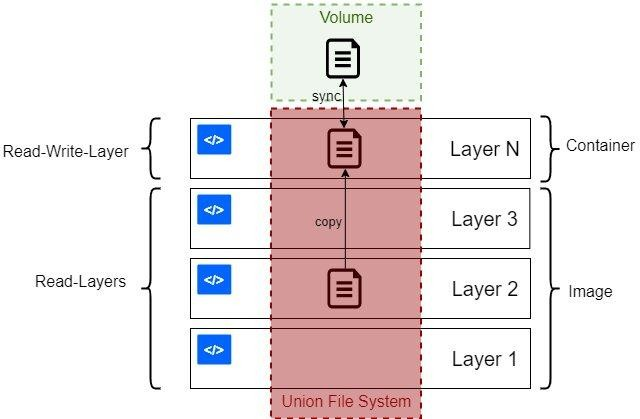 Volume
sync
</> Layer N
Read-Write-Layer
Container
</> Layer 3
copy
Read-Layers
</> Layer 2
Image
</> Layer 1
Union File System